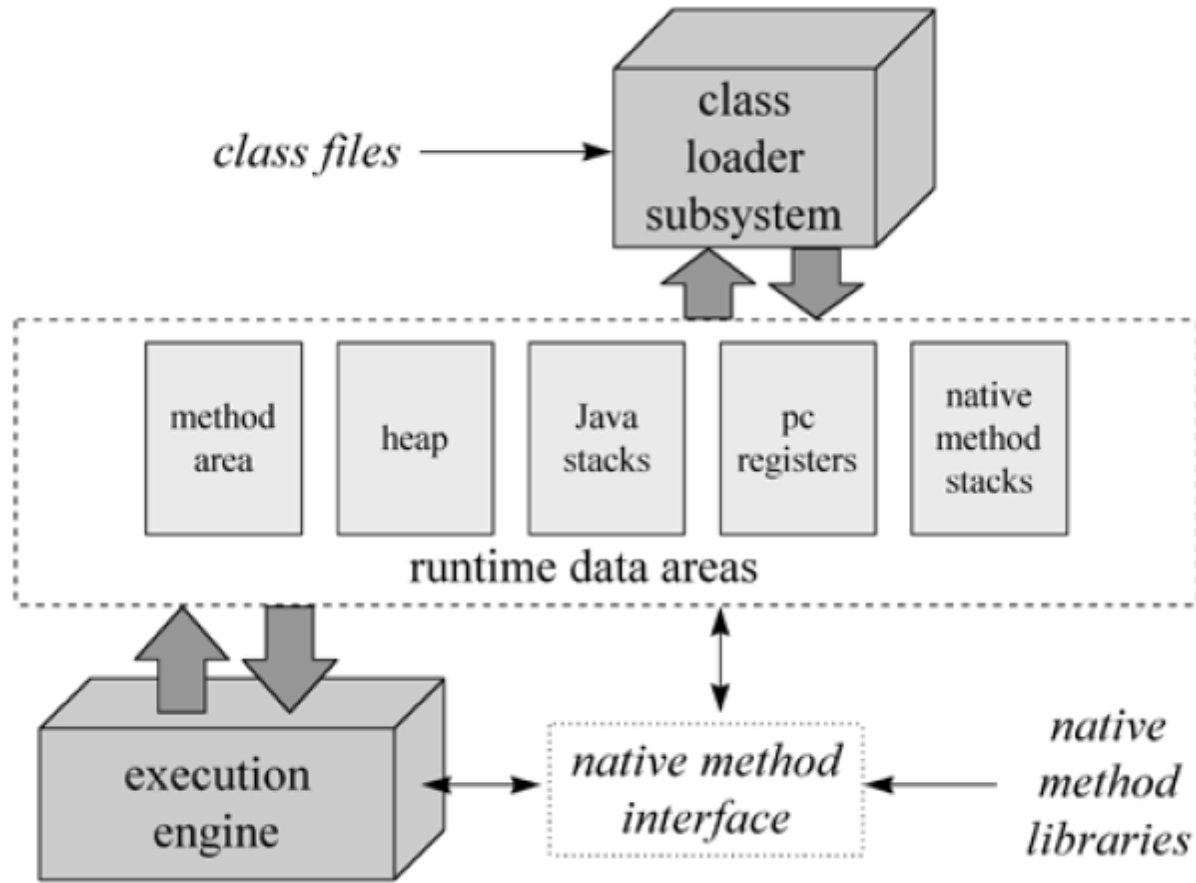 class
loader
subsystem
class files
method
area
heap
Java
stacks
pc
registers
native
method
stacks
runtime data areas
execution
engine
native method
interface
native
method
libraries